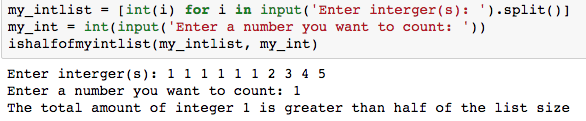 my_intlist = [int(i) for i in input('Enter interger(s): ').split()]
my_int = int(input('Enter a number you want to count: '))
ishalfofmyintlist(my_intlist, my_int)
Enter interger(s): 1 1 1 1 1 1 2 3 4 5
Enter a number you want to count: 1
The total amount of integer 1 is greater than half of the list size